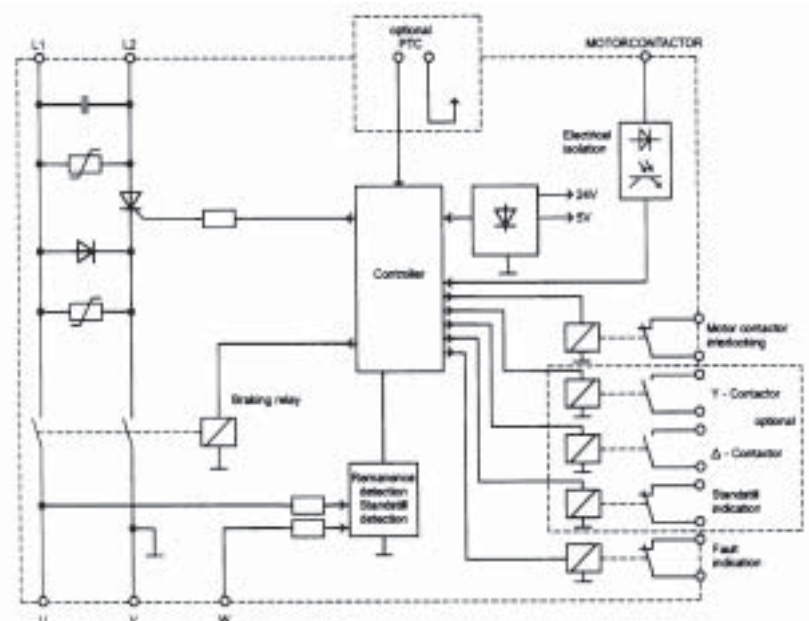 L1
L2
optional
PTC
MOTORCONTACTOR
Electrical
isolation
24V
5V
Controller
Motor contactor
interlocking
Braking relay
Y - Contactor
optional
Δ - Contactor
Remanence
detection
Standstill
detection
Standstill
indication
Fault
indication
U
V
W